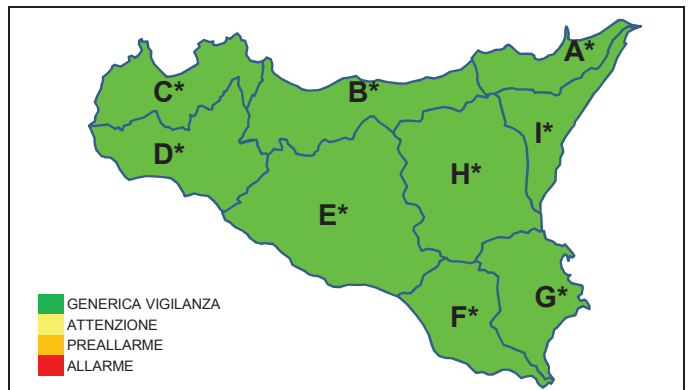 A*
C*
B*
I*
D*
H*
E*
G*
F*
GENERICA VIGILANZA
ATTENZIONE
PREALLARME
ALLARME